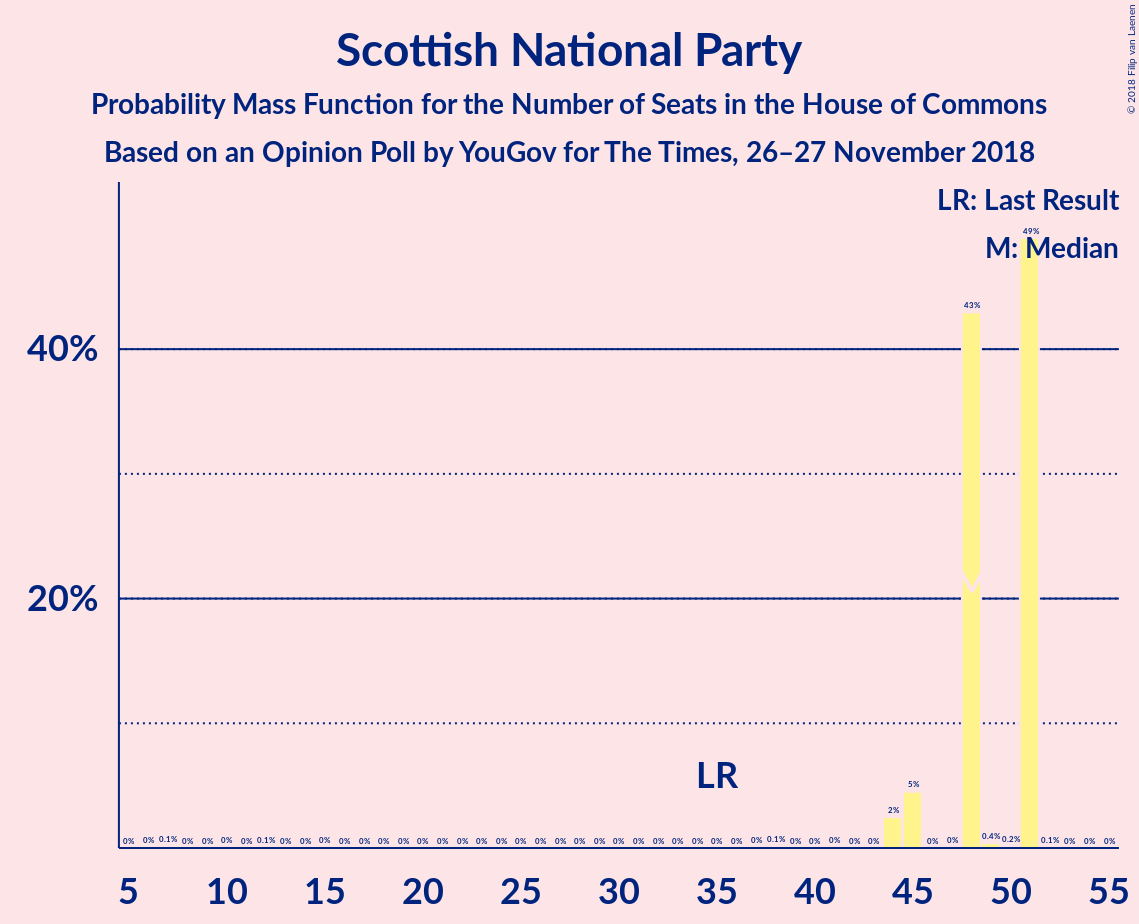 © 2018 Filip van Laenen
Scottish National Party
Probability Mass Function for the Number of Seats in the House of Commons
Based on an Opinion Poll by YouGov for The Times, 26–27 November 2018
LR: Last Result
49%
M: Median
43%
40%
20%
LR
5%
2%
0% 0% 0.1% 0% 0% 0% 0% 0.1% 0% 0% 0% 0% 0% 0% 0% 0% 0% 0% 0% 0% 0% 0% 0% 0% 0% 0% 0% 0% 0% 0% 0% 0% 0% 0.1% 0% 0% 0% 0% 0% 0% 0% 0.4% 0.2% 0.1% 0% 0% 0%
5 10 15 20 25 30 35 40 45 50 55